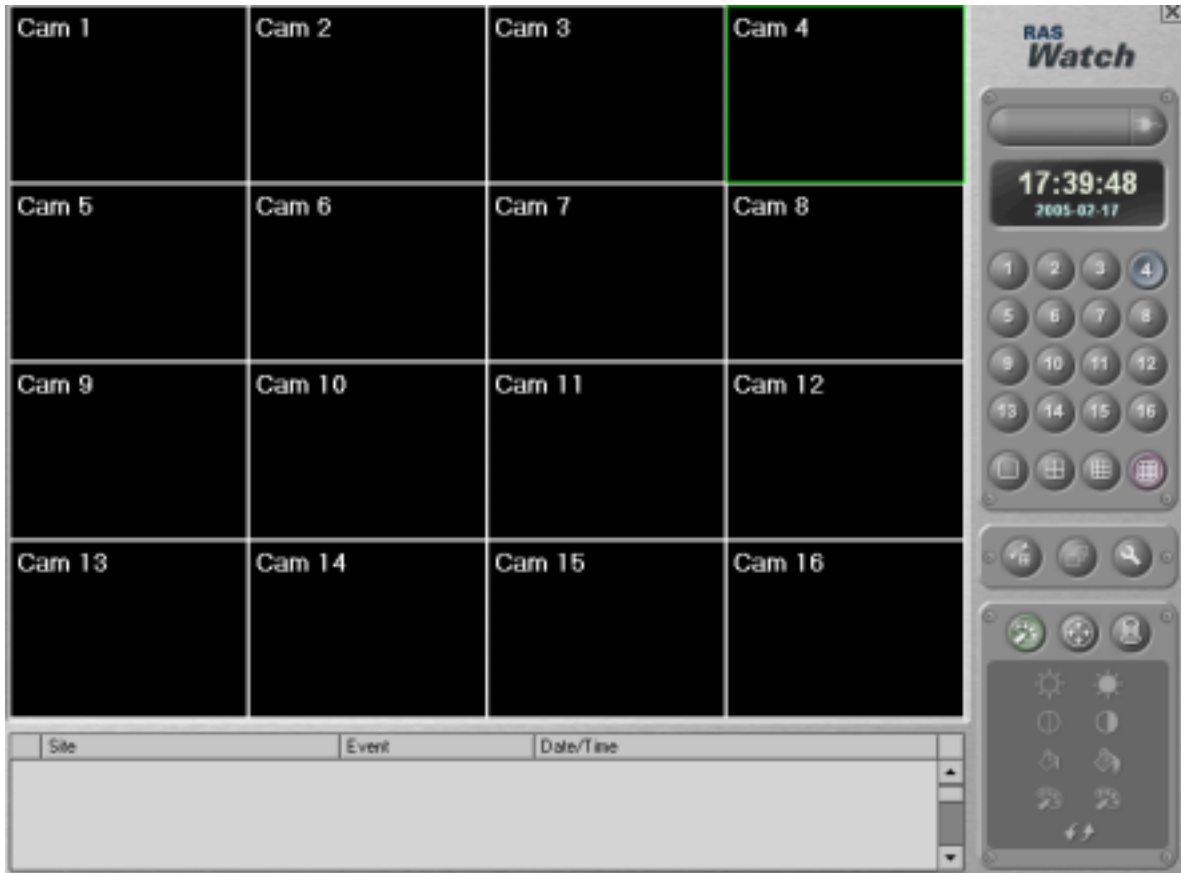 Cam 1 Cam 2 Cam 3 Cam 4
Cam 5 Cam 6 Cam 7 Cam 8
Cam 9 Cam 10 Cam 11 Cam 12
Cam 13 Cam 14 Cam 15 Cam 16
Site Event Date/Time
RAS
Watch
17:39:48
2005-02-17
1 2 3 4
5 6 7 8
9 10 11 12
13 14 15 16